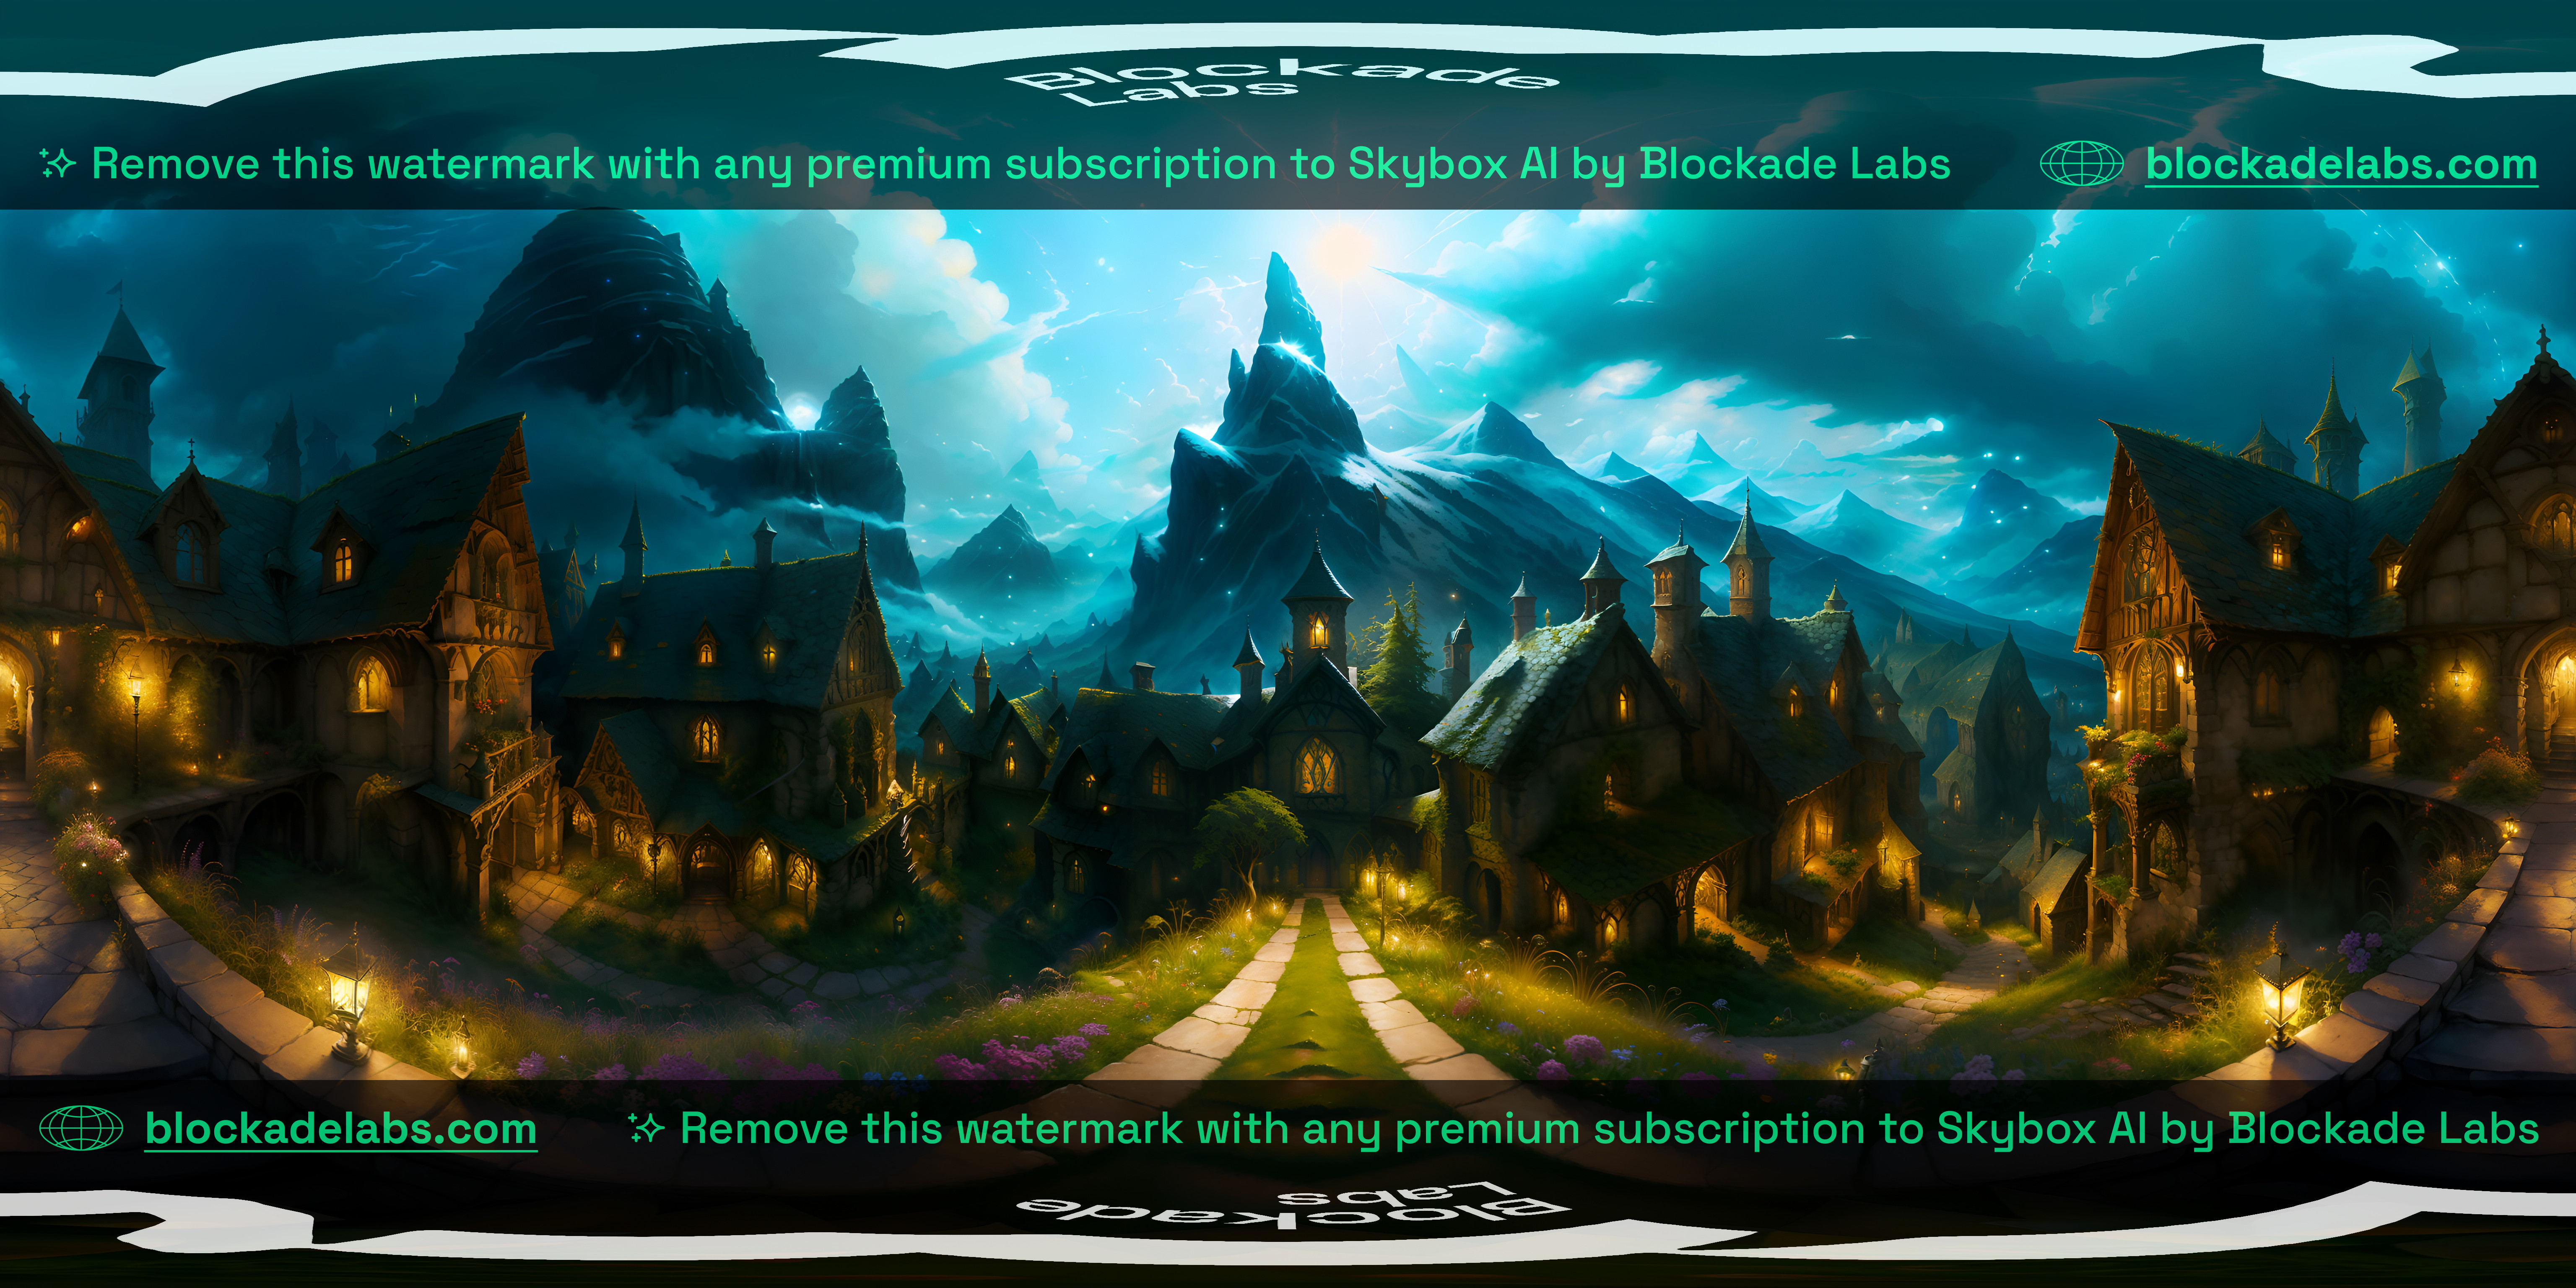 Blockade
Labs
Remove this watermark with any premium subscription to Skybox AI by Blockade Labs blockadelabs.com
blockadelabs.com Remove this watermark with any premium subscription to Skybox AI by Blockade Labs
Labs
Blockade